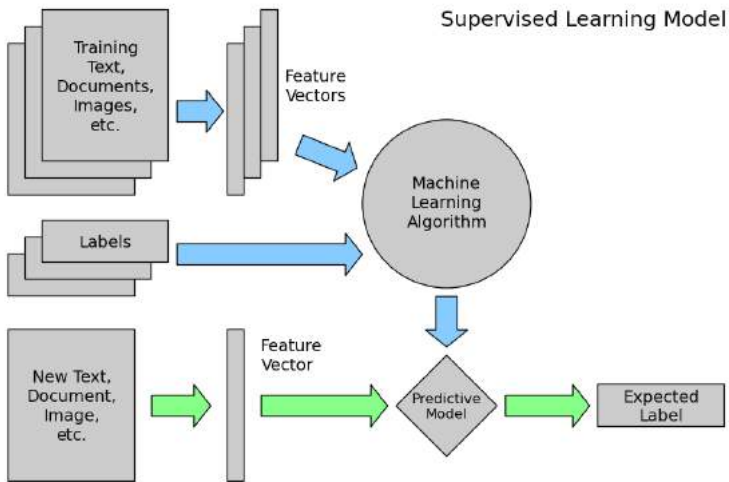 Supervised Learning Model
Training
Text,
Documents,
Images,
etc.
Feature
Vectors
Machine
Learning
Algorithm
Labels
New Text,
Document,
Image,
etc.
Feature
Vector
Predictive
Model
Expected
Label